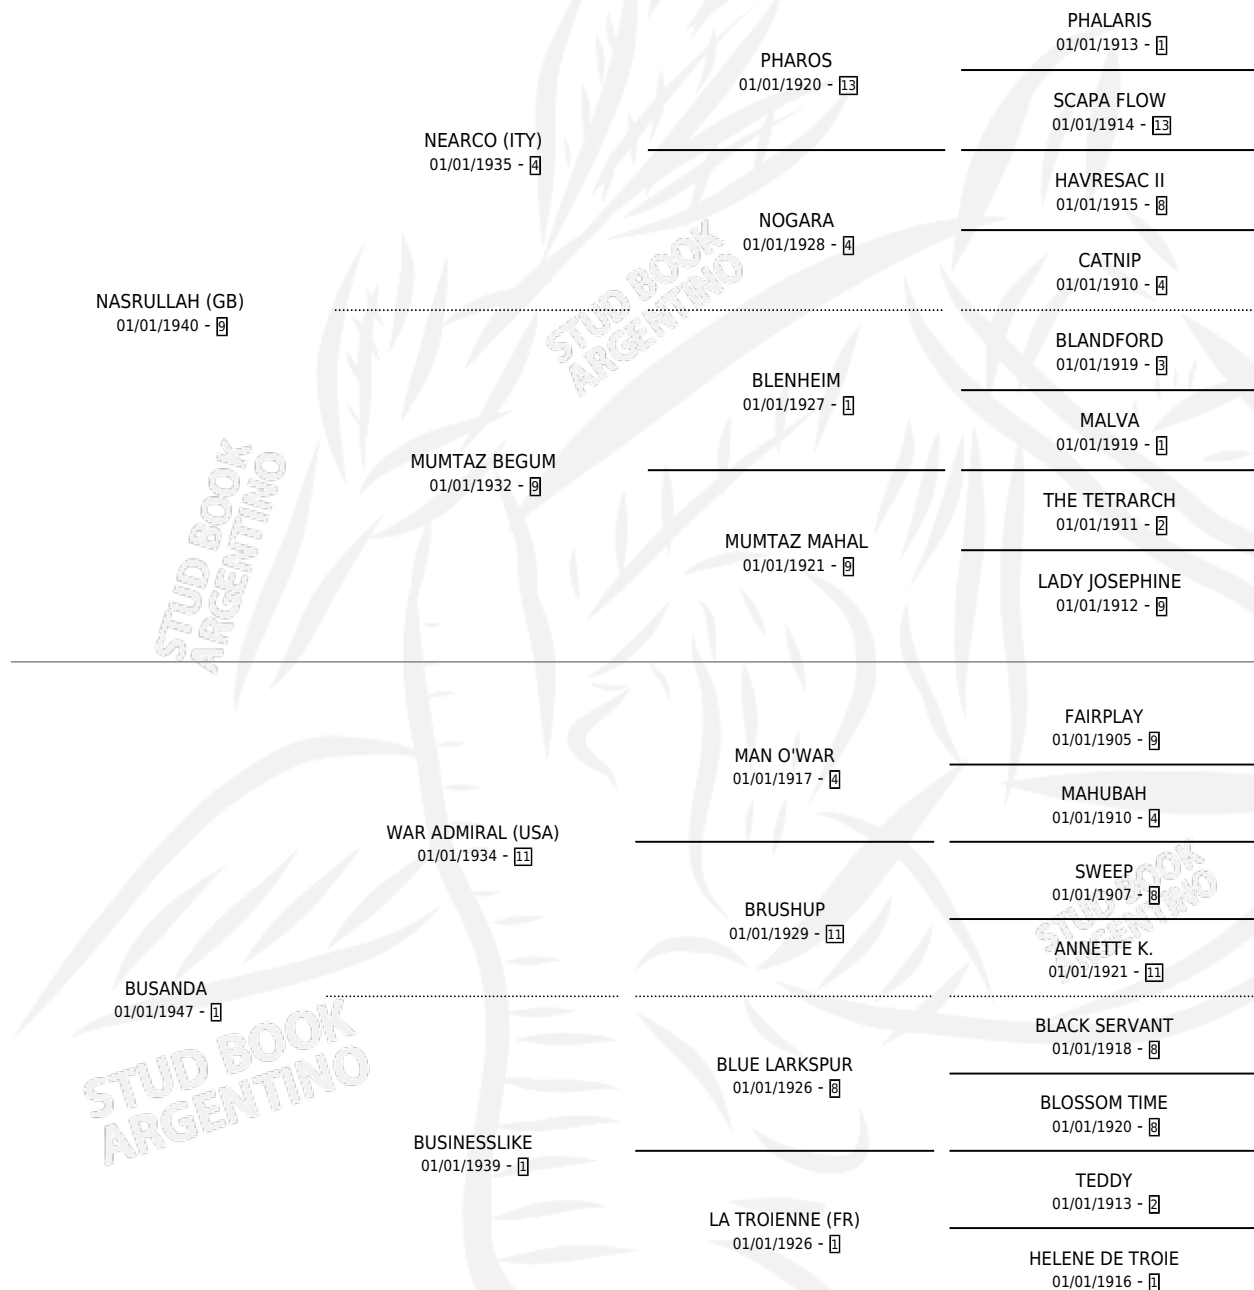 PHALARIS
01/01/1913 - 1
PHAROS
01/01/1920 - 13
SCAPA FLOW
01/01/1914 - 13
NEARCO (ITY)
01/01/1935 - 4
HAVRESAC II
01/01/1915 - 8
NOGARA
01/01/1928 - 4
CATNIP
01/01/1910 - 4
NASRULLAH (GB)
01/01/1940 - 9
BLANDFORD
01/01/1919 - 3
BLENHEIM
01/01/1927 - 1
MALVA
01/01/1919 - 1
MUMTAZ BEGUM
01/01/1932 - 9
THE TETRARCH
01/01/1911 - 2
MUMTAZ MAHAL
01/01/1921 - 9
LADY JOSEPHINE
01/01/1912 - 9
STUD BOOK
ARGENTINO
STUD BOOK
ARGENTINO
FAIRPLAY
01/01/1905 - 9
MAN O'WAR
01/01/1917 - 4
MAHUBAH
01/01/1910 - 4
WAR ADMIRAL (USA)
01/01/1934 - 11
SWEEP
01/01/1907 - 8
BRUSHUP
01/01/1929 - 11
ANNETTE K.
01/01/1921 - 11
BUSANDA
01/01/1947 - 1
BLACK SERVANT
01/01/1918 - 8
BLUE LARKSPUR
01/01/1926 - 8
BLOSSOM TIME
01/01/1920 - 8
BUSINESSLIKE
01/01/1939 - 1
TEDDY
01/01/1913 - 2
LA TROIENNE (FR)
01/01/1926 - 1
HELENE DE TROIE
01/01/1916 - 1
STUD BOOK
ARGENTINO
STUD BOOK
ARGENTINO